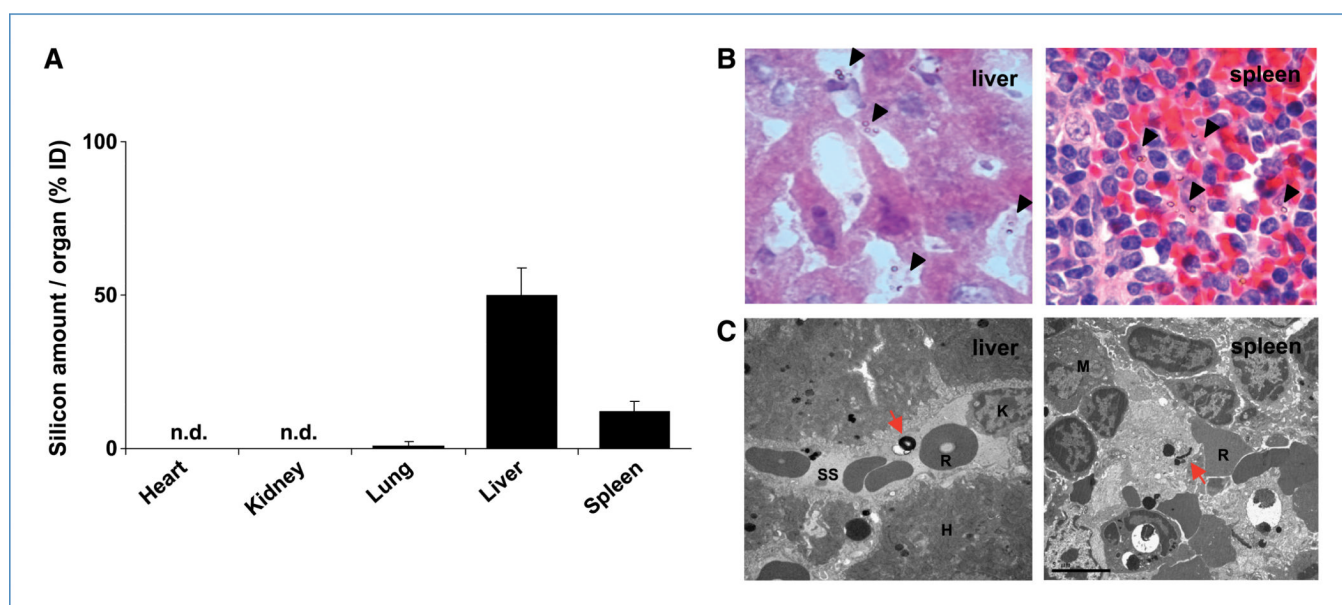 A
Silicon amount / organ (% ID)
100
50
0
n.d.
n.d.
Heart
Kidney
Lung
Liver
Spleen
B
liver
spleen
C
liver
K
R
SS
H
spleen
M
R